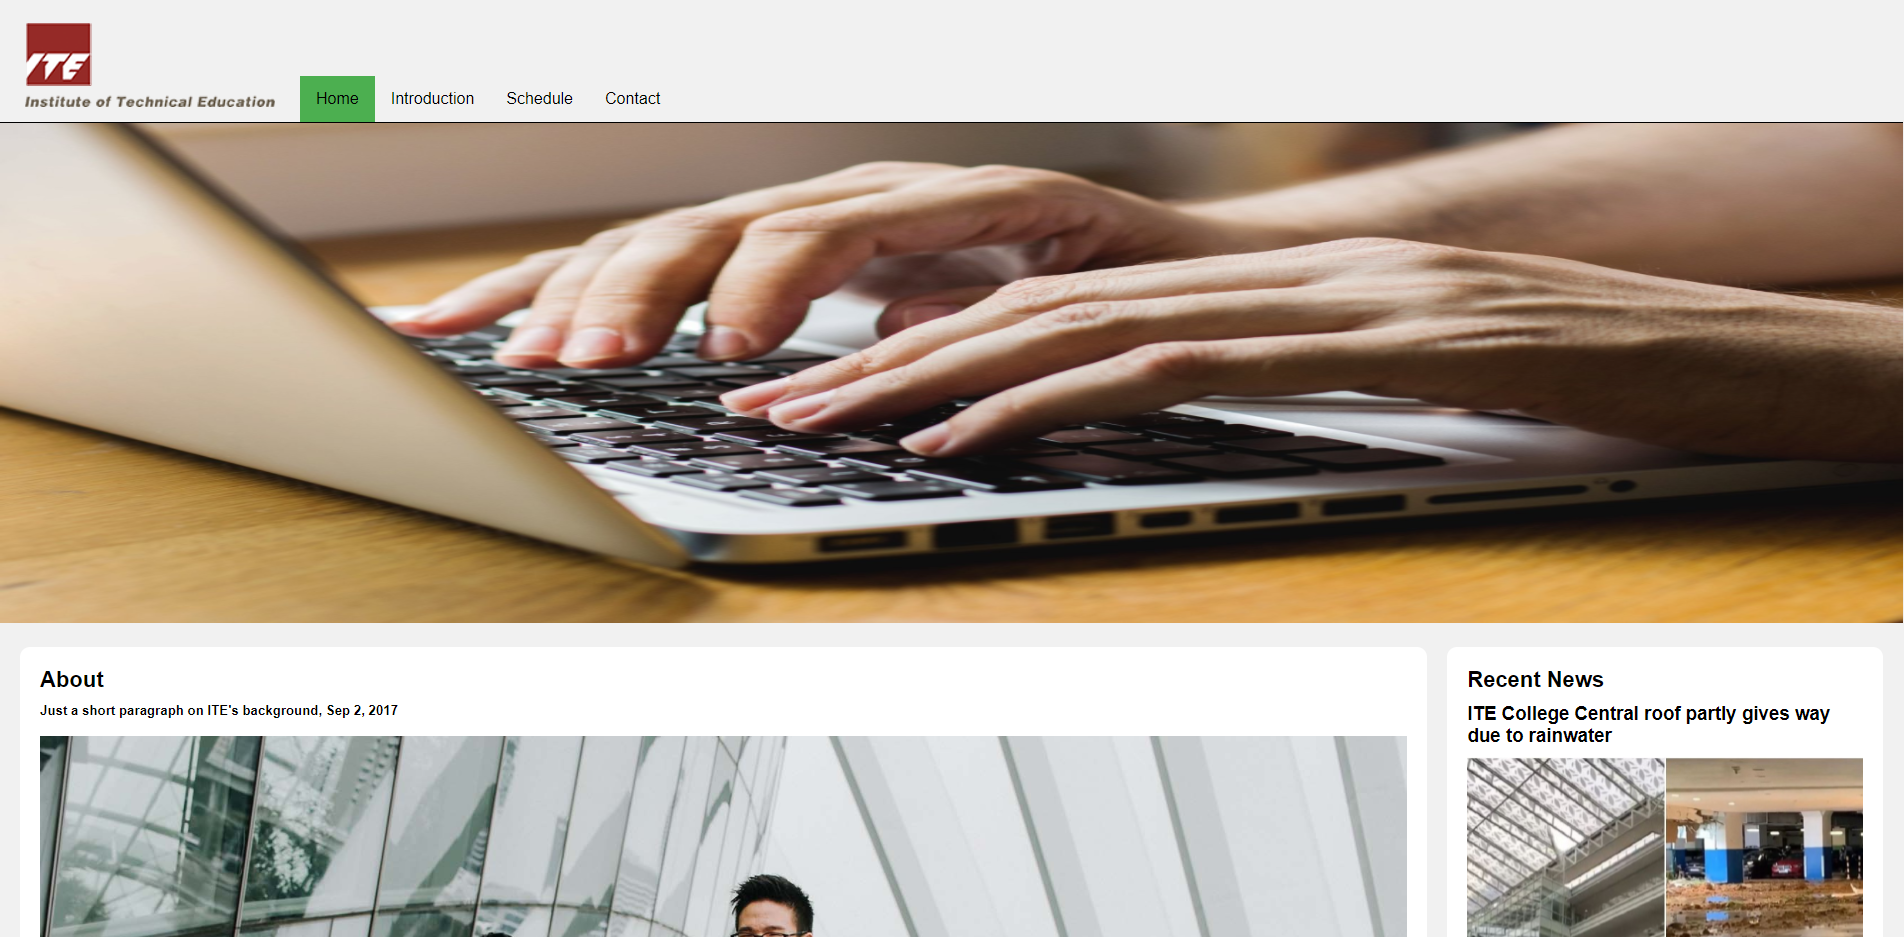 ITE
Institute of Technical Education
Home Introduction Schedule Contact
About
Just a short paragraph on ITE's background, Sep 2, 2017
Recent News
ITE College Central roof partly gives way
due to rainwater